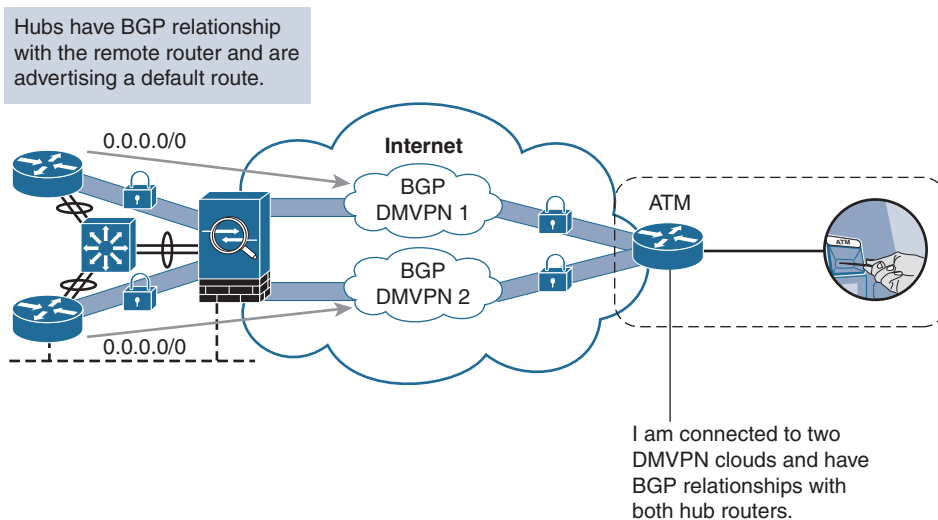 Hubs have BGP relationship
with the remote router and are
advertising a default route.
0.0.0.0/0
Internet
BGP
DMVPN 1
ATM
ATM
BGP
DMVPN 2
0.0.0.0/0
I am connected to two
DMVPN clouds and have
BGP relationships with
both hub routers.